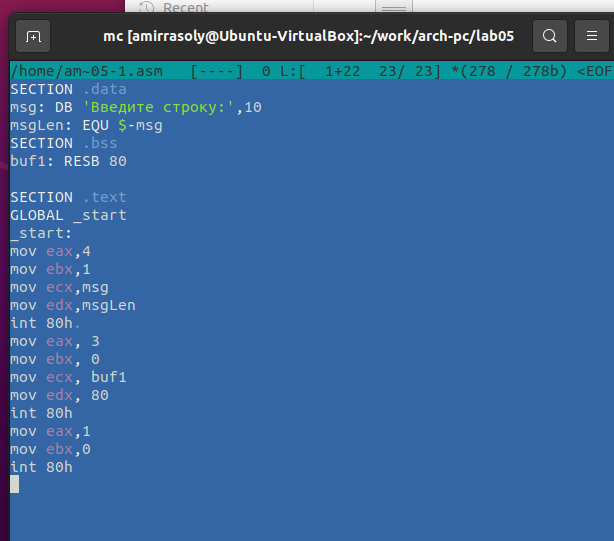 Recent
mc [amirrasoly@Ubuntu-VirtualBox]:~/work/arch-pc/lab05
/home/am~05-1.asm   [----]  0 L:[  1+22  23/ 23] *(278 / 278b) <EOF
SECTION .data
msg: DB 'Введите строку:',10
msgLen: EQU $-msg
SECTION .bss
buf1: RESB 80
SECTION .text
GLOBAL _start
_start:
mov eax,4
mov ebx,1
mov ecx,msg
mov edx,msgLen
int 80h.
mov eax, 3
mov ebx, 0
mov ecx, buf1
mov edx, 80
int 80h
mov eax,1
mov ebx,0
int 80h